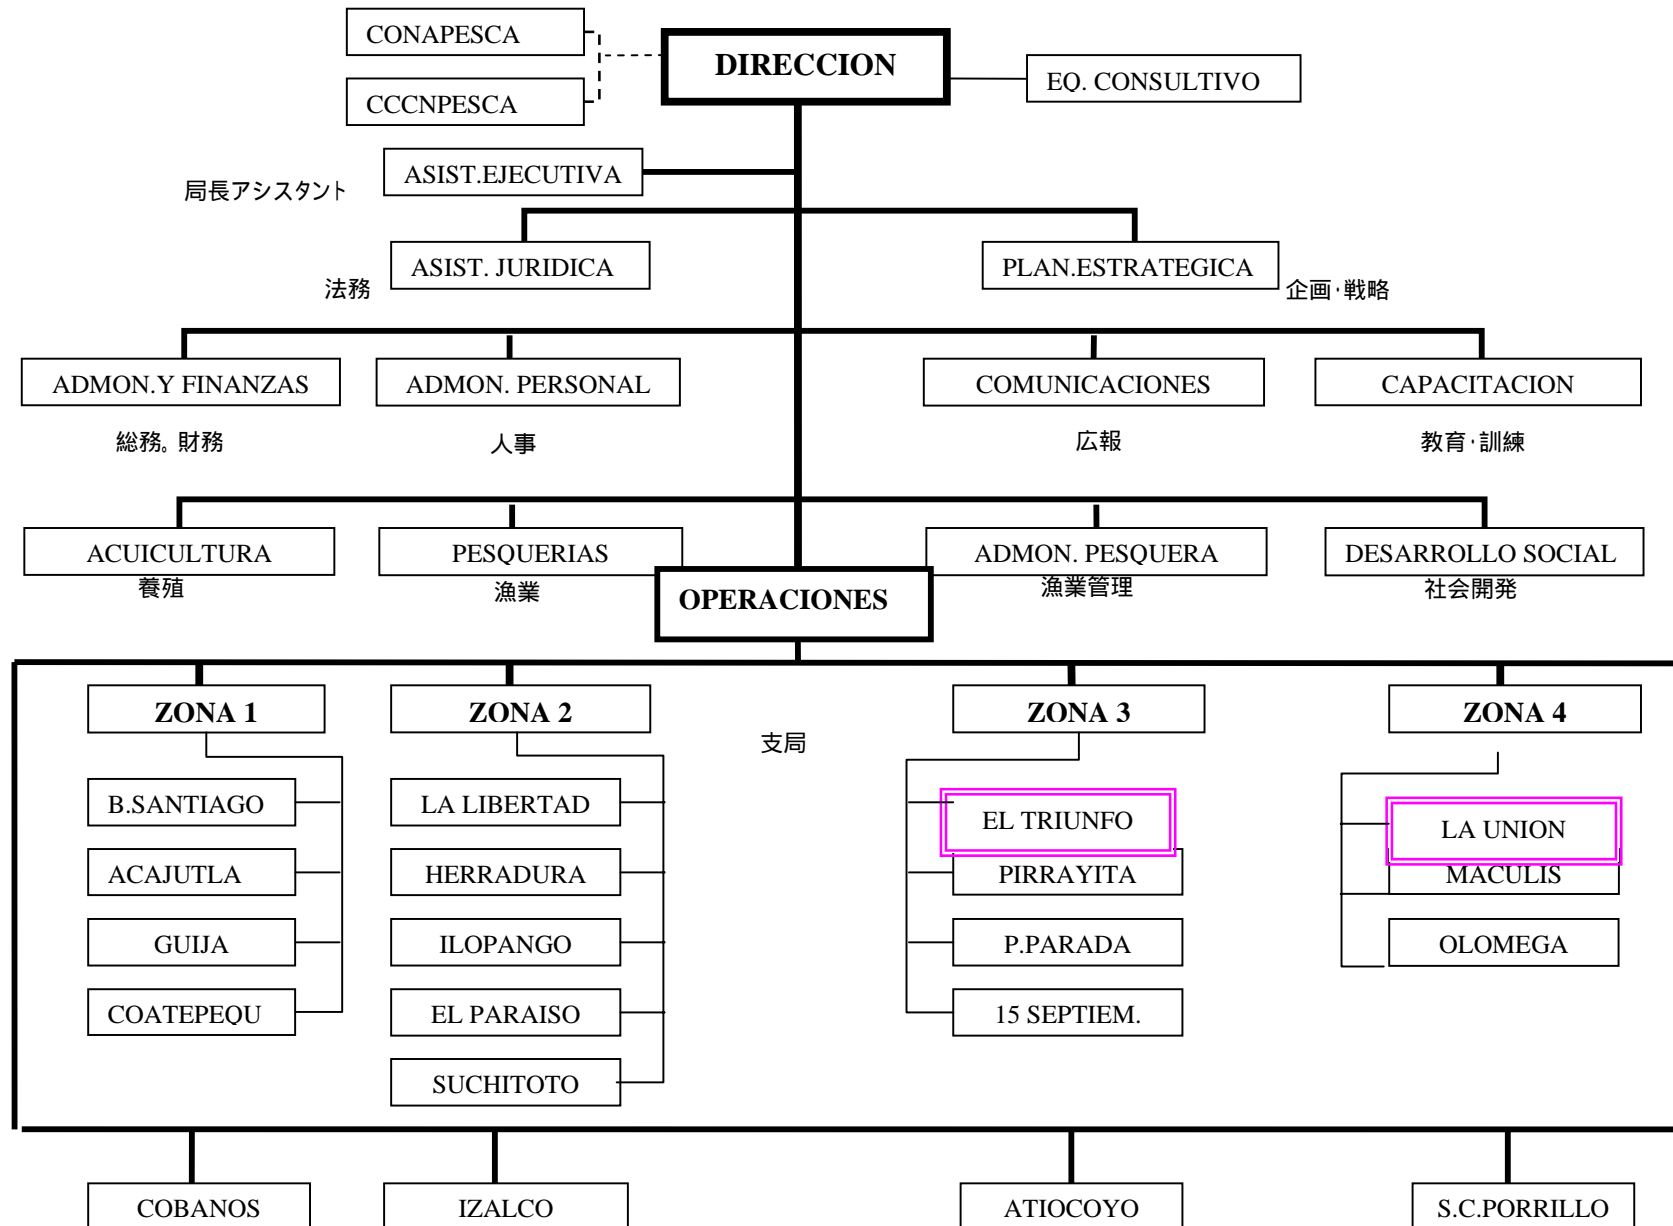 CONAPESCA
DIRECCION
EQ. CONSULTIVO
CCCNPESCA
ASIST.EJECUTIVA
局長アシスタント
ASIST. JURIDICA
PLAN.ESTRATEGICA
法務
企画・戦略
ADMON.Y FINANZAS
ADMON. PERSONAL
COMUNICACIONES
CAPACITACION
総務。財務
人事
広報
教育・訓練
ACUICULTURA
PESQUERIAS
ADMON. PESQUERA
DESARROLLO SOCIAL
養殖
漁業
漁業管理
社会開発
OPERACIONES
ZONA 1
ZONA 2
ZONA 3
ZONA 4
支局
B.SANTIAGO
LA LIBERTAD
EL TRIUNFO
LA UNION
ACAJUTLA
HERRADURA
PIRRAYITA
MACULIS
GUIJA
ILOPANGO
P.PARADA
OLOMEGA
COATEPEQU
EL PARAISO
15 SEPTIEM.
SUCHITOTO
COBANOS
IZALCO
ATIOCOYO
S.C.PORRILLO